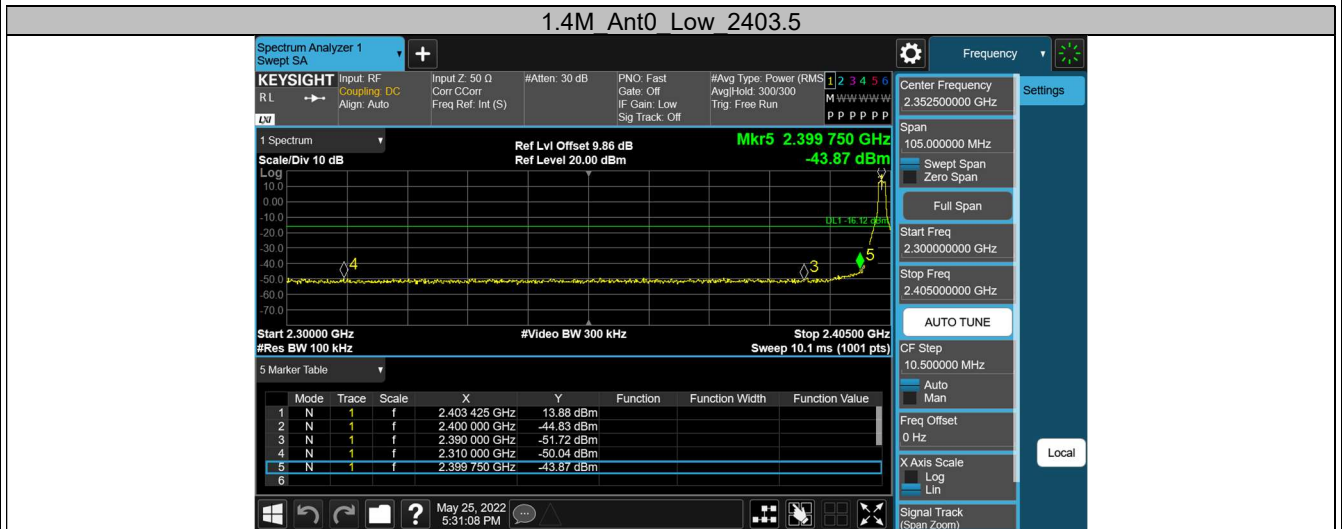 1.4M_Ant0_Low_2403.5
Spectrum Analyzer 1
Swept SA
+
Frequency
KEYSIGHT
RL
LXI
Input: RF
Coupling: DC
Align: Auto
Input Z: 50 Ω
Corr CCorr
Freq Ref: Int (S)
#Atten: 30 dB
PNO: Fast
Gate: Off
IF Gain: Low
Sig Track: Off
#Avg Type: Power (RMS
Avg|Hold: 300/300
Trig: Free Run
1 2 3 4 5 6
M W W W W W
P P P P P P
Settings
1 Spectrum
Scale/Div 10 dB
Ref Lvl Offset 9.86 dB
Ref Level 20.00 dBm
Mkr5 2.399 750 GHz
-43.87 dBm
Log
10.0
0.00
-10.0
-20.0
-30.0
-40.0
-50.0
-60.0
-70.0
DL1 -16.12 dBm
4
3
5
Start 2.30000 GHz
#Res BW 100 kHz
#Video BW 300 kHz
Stop 2.40500 GHz
Sweep 10.1 ms (1001 pts)
5 Marker Table
Mode Trace Scale X Y Function Function Width Function Value
1 N 1 f 2.403 425 GHz 13.88 dBm
2 N 1 f 2.400 000 GHz -44.83 dBm
3 N 1 f 2.390 000 GHz -51.72 dBm
4 N 1 f 2.310 000 GHz -50.04 dBm
5 N 1 f 2.399 750 GHz -43.87 dBm
6
Center Frequency
2.352500000 GHz
Span
105.000000 MHz
Swept Span
Zero Span
Full Span
Start Freq
2.300000000 GHz
Stop Freq
2.405000000 GHz
AUTO TUNE
CF Step
10.500000 MHz
Auto
Man
Freq Offset
0 Hz
X Axis Scale
Log
Lin
Signal Track
(Span Zoom)
Local
?
May 25, 2022
5:31:08 PM